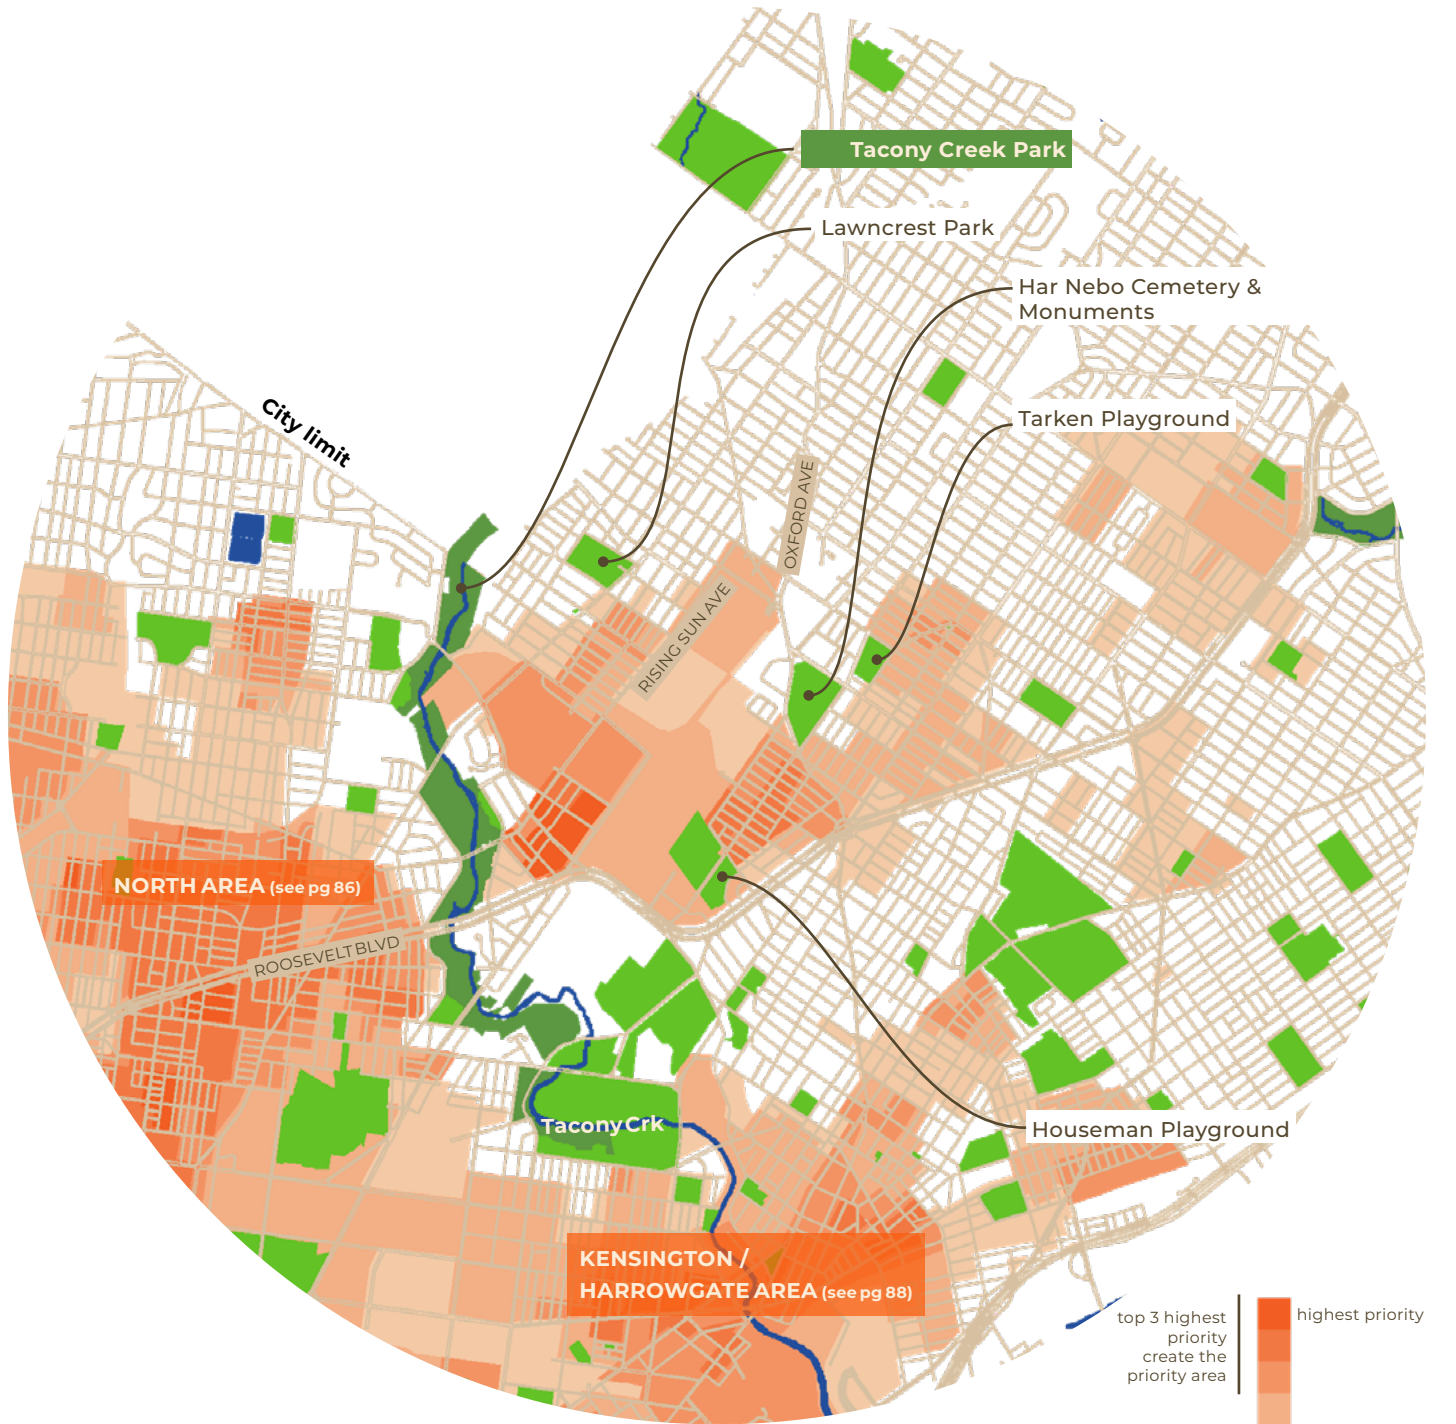 Tacony Creek Park
Lawncrest Park
Har Nebo Cemetery &
Monuments
City limit
Tarken Playground
OXFORD AVE
RISING SUN AVE
NORTH AREA (see pg 86)
ROOSEVELT BLVD
Tacony Crk
Houseman Playground
KENSINGTON /
HARROWGATE AREA (see pg 88)
top 3 highest
priority
create the
priority area
highest priority